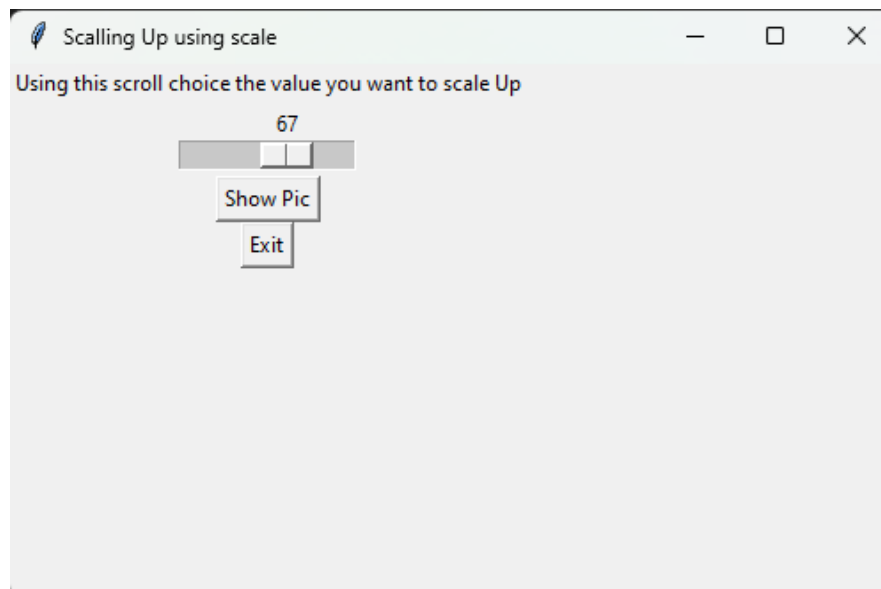 Scalling Up using scale
Using this scroll choice the value you want to scale Up
67
Show Pic
Exit